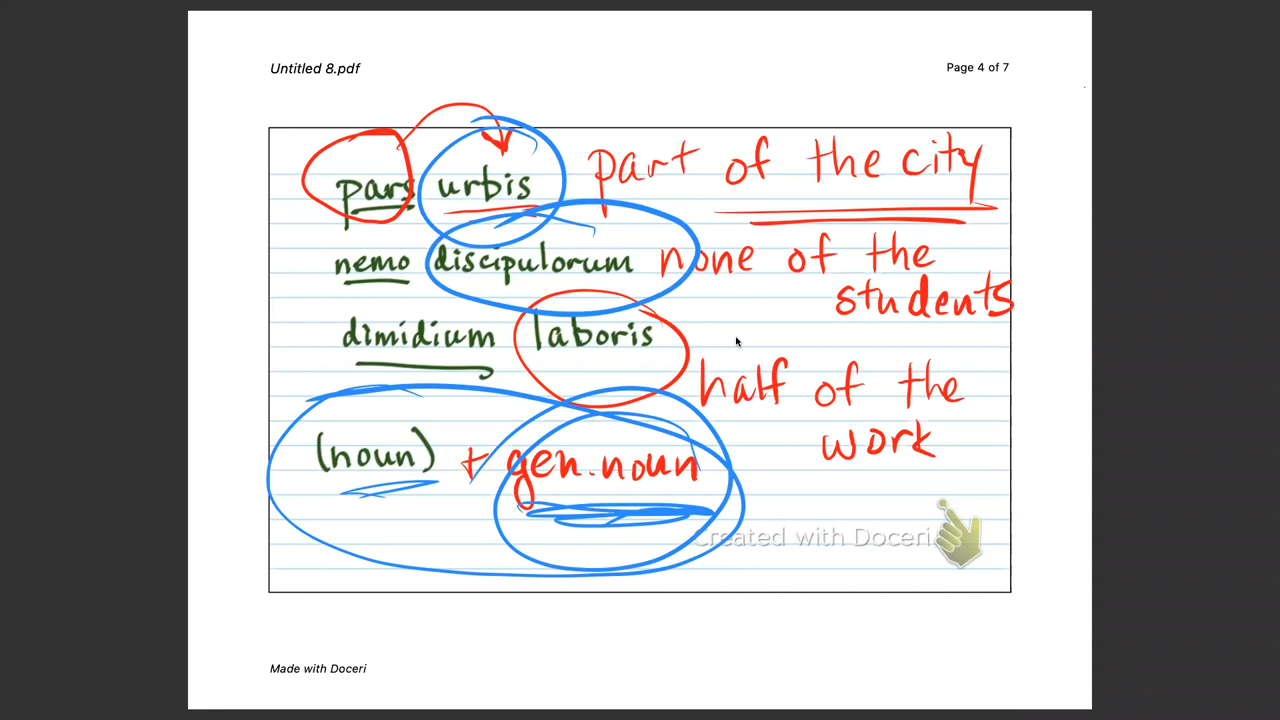 Untitled 8.pdf
Page 4 of 7
pars urbis part of the city
nemo discipulorum none of the
students
dimidium laboris
half of the
work
(noun) + gen. noun
Created with Doceri
Made with Doceri